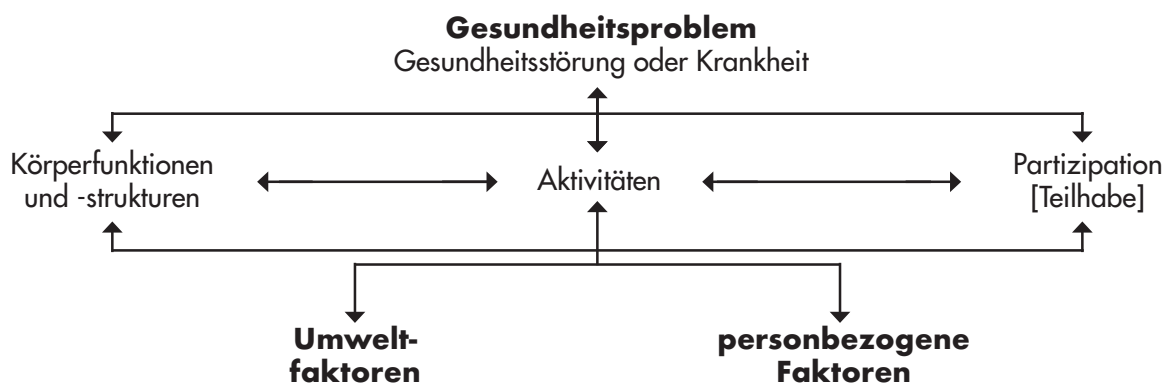 Gesundheitsproblem
Gesundheitsstörung oder Krankheit
Körperfunktionen
und -strukturen
Aktivitäten
Partizipation
[Teilhabe]
Umwelt-
faktoren
personbezogene
Faktoren